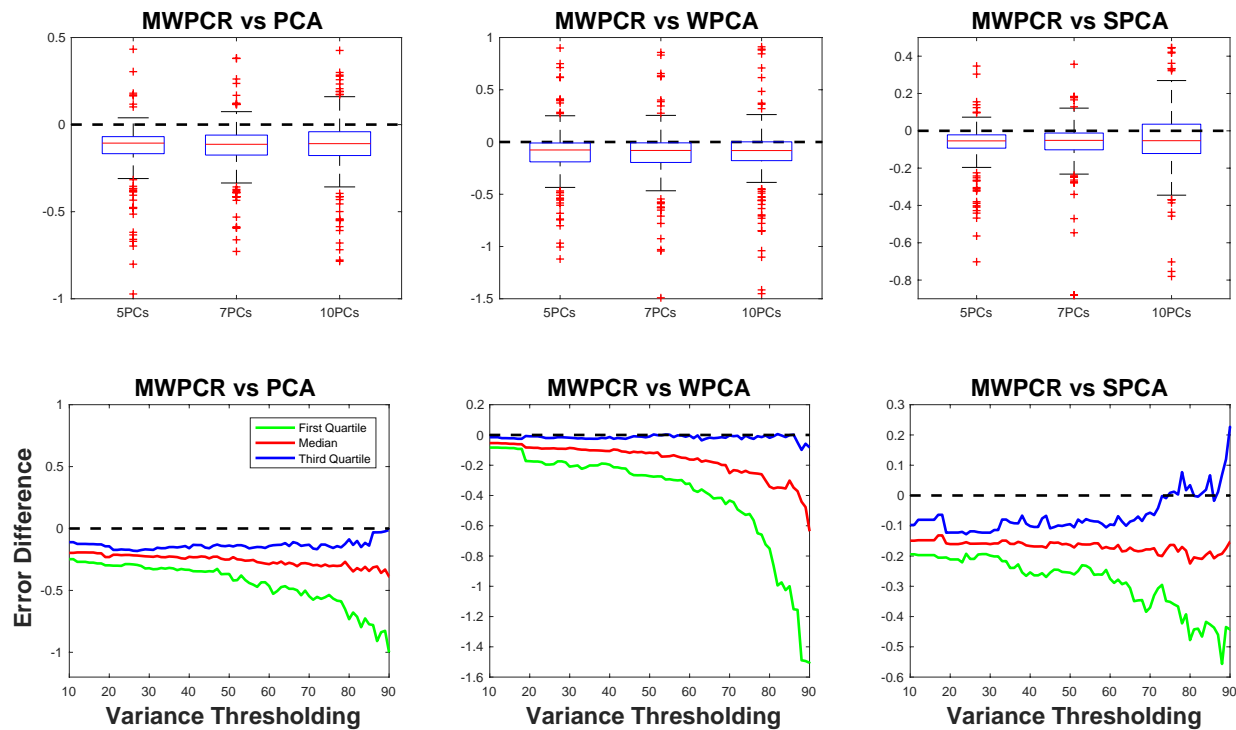 MWPCR vs PCA
MWPCR vs WPCA
MWPCR vs SPCA
0.5
0
-0.5
-1
5PCs
7PCs
10PCs
1
0.5
0
-0.5
-1
-1.5
5PCs
7PCs
10PCs
0.4
0.2
0
-0.2
-0.4
-0.6
-0.8
5PCs
7PCs
10PCs
MWPCR vs PCA
MWPCR vs WPCA
MWPCR vs SPCA
Error Difference
1
0.5
0
-0.5
-1
First Quartile
Median
Third Quartile
10 20 30 40 50 60 70 80 90
Variance Thresholding
0.2
0
-0.2
-0.4
-0.6
-0.8
-1
-1.2
-1.4
-1.6
10 20 30 40 50 60 70 80 90
Variance Thresholding
0.3
0.2
0.1
0
-0.1
-0.2
-0.3
-0.4
-0.5
-0.6
10 20 30 40 50 60 70 80 90
Variance Thresholding